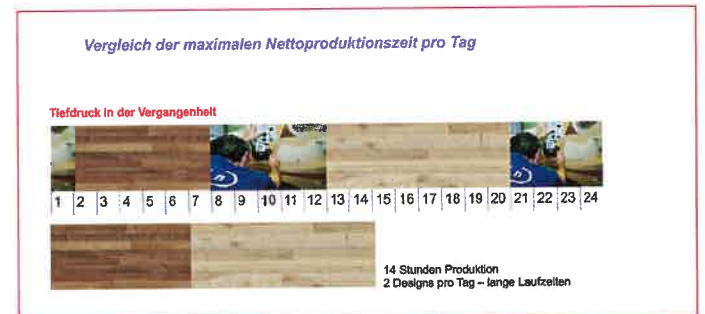 Vergleich der maximalen Nettoproduktionszeit pro Tag
Tiefdruck in der Vergangenheit
1 2 3 4 5 6 7 8 9 10 11 12 13 14 15 16 17 18 19 20 21 22 23 24
14 Stunden Produktion
2 Designs pro Tag – lange Laufzeiten